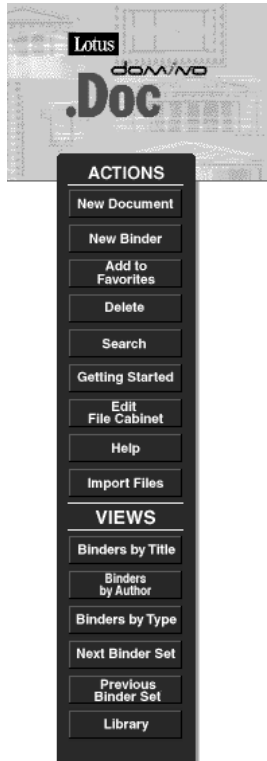 Lotus
domino
.Doc
ACTIONS
New Document
New Binder
Add to
Favorites
Delete
Search
Getting Started
Edit
File Cabinet
Help
Import Files
VIEWS
Binders by Title
Binders
by Author
Binders by Type
Next Binder Set
Previous
Binder Set
Library